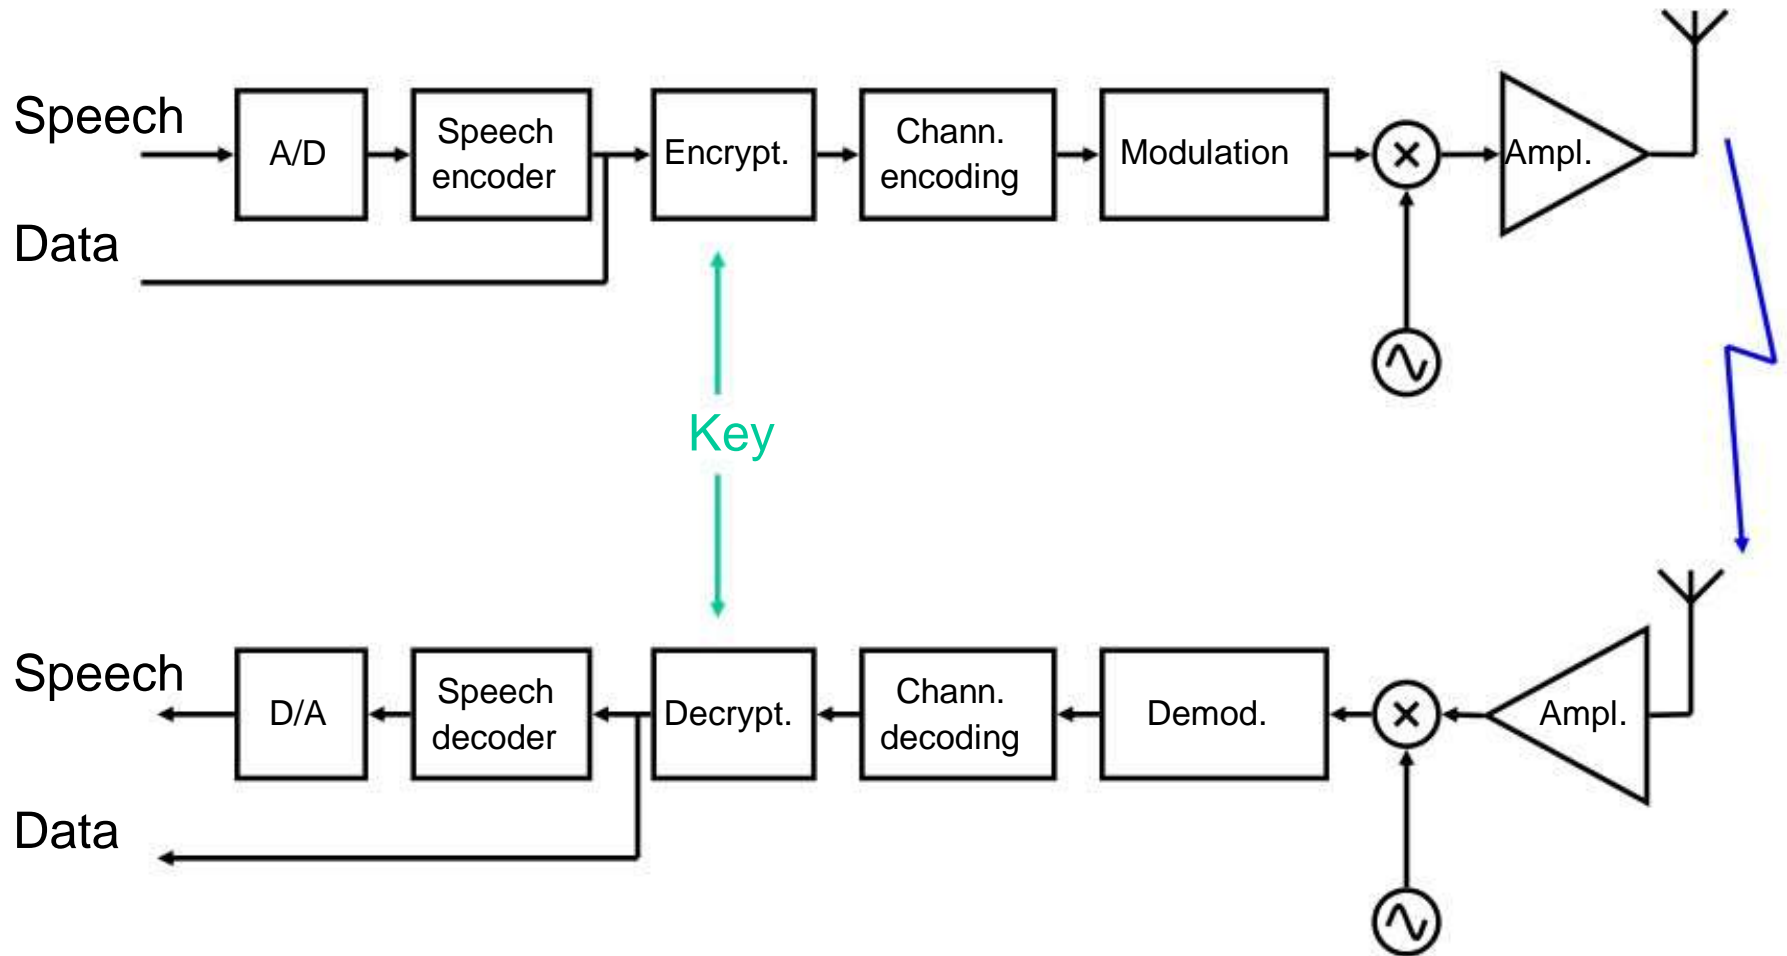 Speech
A/D
Speech
encoder
Encrypt.
Chann.
encoding
Modulation
Ampl.
Data
Key
Speech
D/A
Speech
decoder
Decrypt.
Chann.
decoding
Demod.
Ampl.
Data